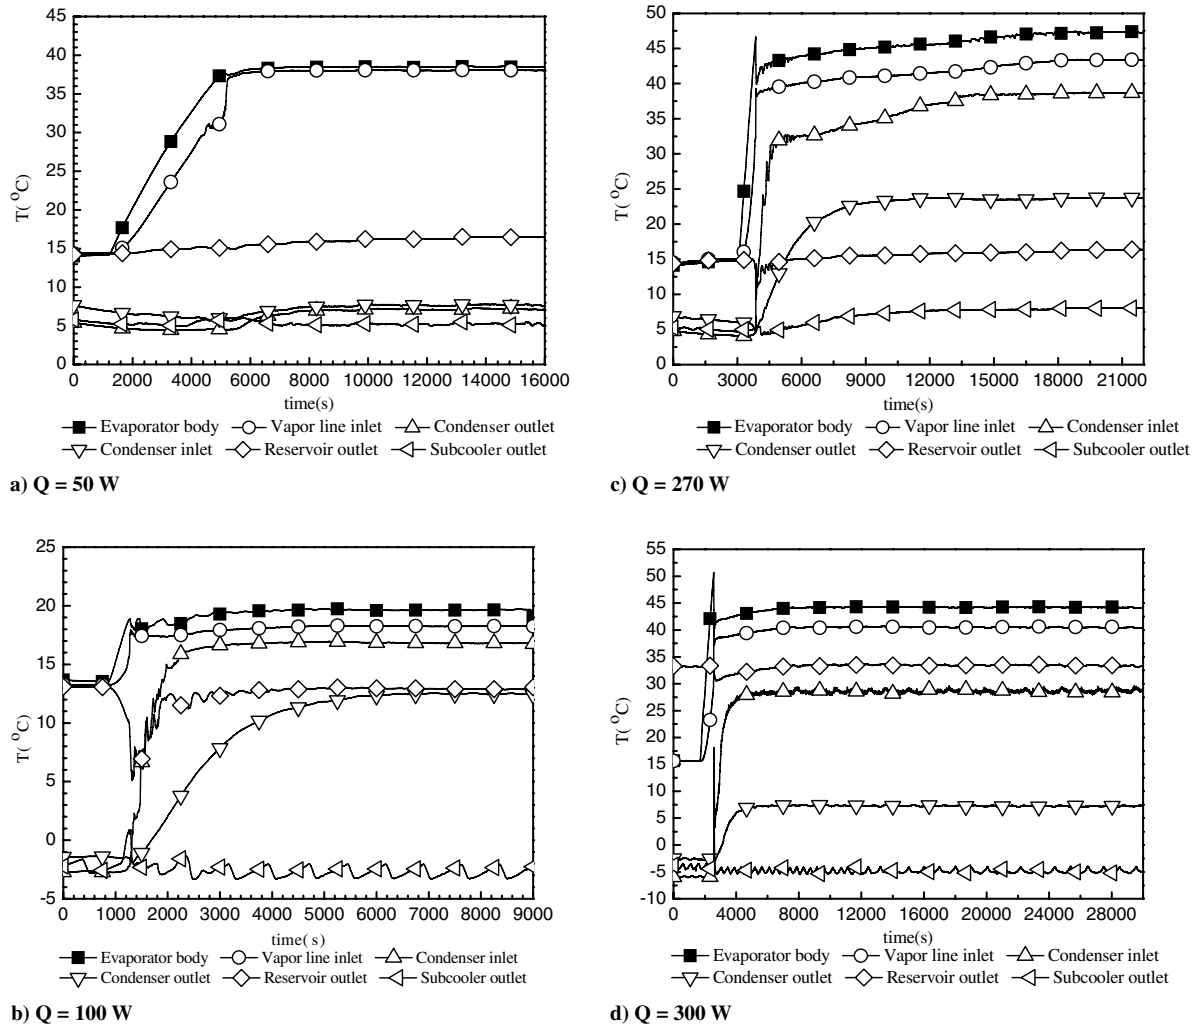 45
40
35
30
25
20
15
10
5
0
T( °C)
0 2000 4000 6000 8000 10000 12000 14000 16000
time(s)
Evaporator body Vapor line inlet Condenser outlet
Condenser inlet Reservoir outlet Subcooler outlet
a) Q = 50 W
50
45
40
35
30
25
20
15
10
5
0
T( °C)
0 3000 6000 9000 12000 15000 18000 21000
time(s)
Evaporator body Vapor line inlet Condenser inlet
Condenser outlet Reservoir outlet Subcooler outlet
c) Q = 270 W
25
20
15
10
5
0
-5
T( °C)
0 1000 2000 3000 4000 5000 6000 7000 8000 9000
time( s)
Evaporator body Vapor line inlet Condenser inlet
Condenser outlet Reservoir outlet Subcooler outlet
b) Q = 100 W
55
50
45
40
35
30
25
20
15
10
5
0
-5
-10
T( °C)
0 4000 8000 12000 16000 20000 24000 28000
time(s)
Evaporator body Vapor line inlet Condenser inlet
Condenser outlet Reservoir outlet Subcooler outlet
d) Q = 300 W